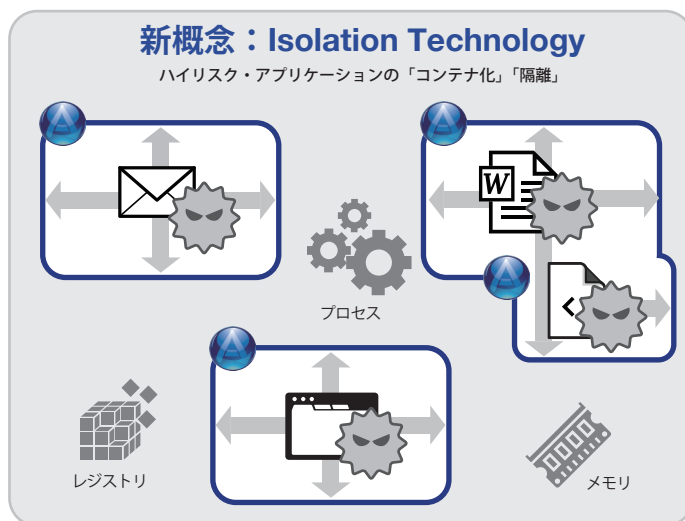 新概念：Isolation Technology
ハイリスク・アプリケーションの「コンテナ化」「隔離」
W
<
プロセス
レジストリ
メモリ